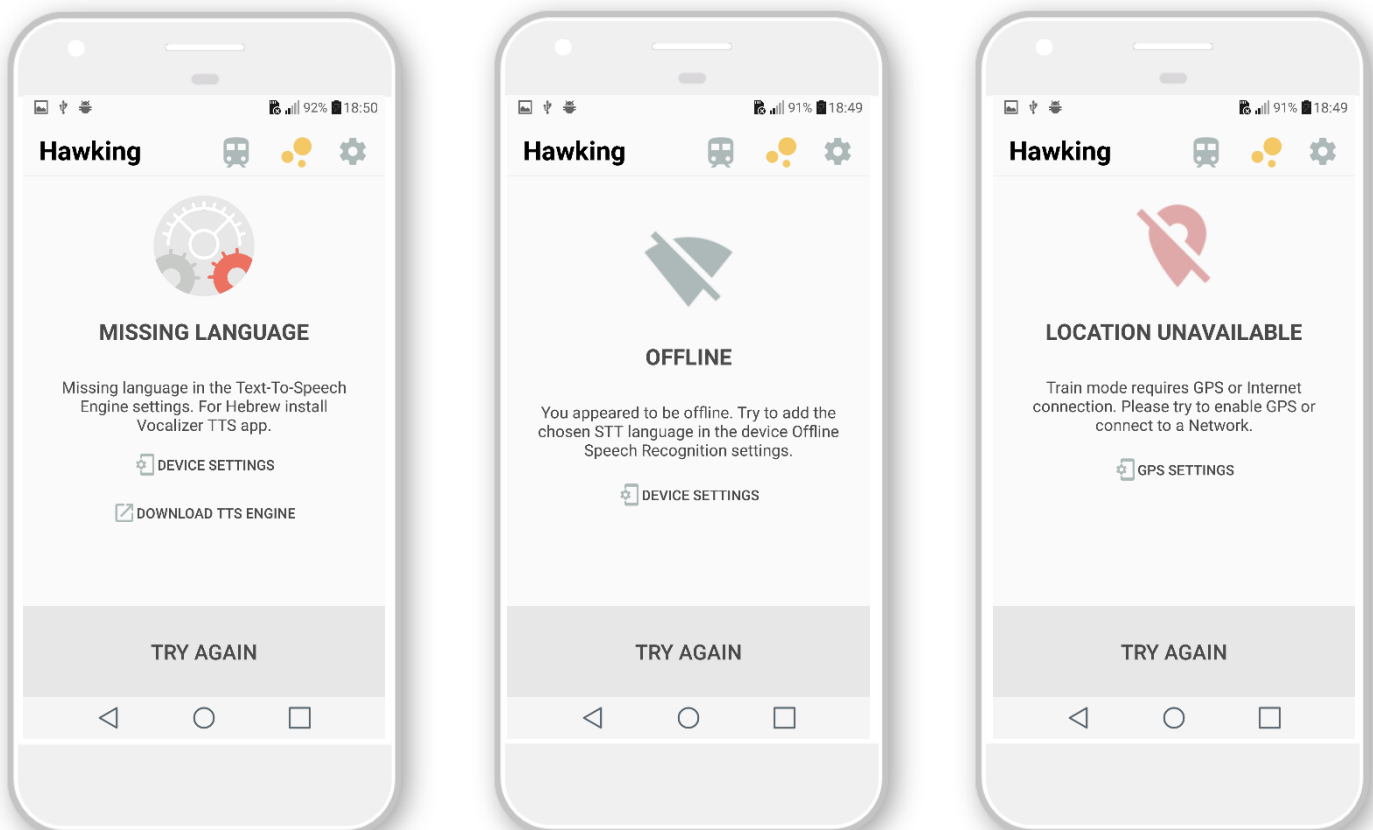 92% 18:50
Hawking
MISSING LANGUAGE
Missing language in the Text-To-Speech
Engine settings. For Hebrew install
Vocalizer TTS app.
DEVICE SETTINGS
DOWNLOAD TTS ENGINE
TRY AGAIN
91% 18:49
Hawking
OFFLINE
You appeared to be offline. Try to add the
chosen STT language in the device Offline
Speech Recognition settings.
DEVICE SETTINGS
TRY AGAIN
91% 18:49
Hawking
LOCATION UNAVAILABLE
Train mode requires GPS or Internet
connection. Please try to enable GPS or
connect to a Network.
GPS SETTINGS
TRY AGAIN